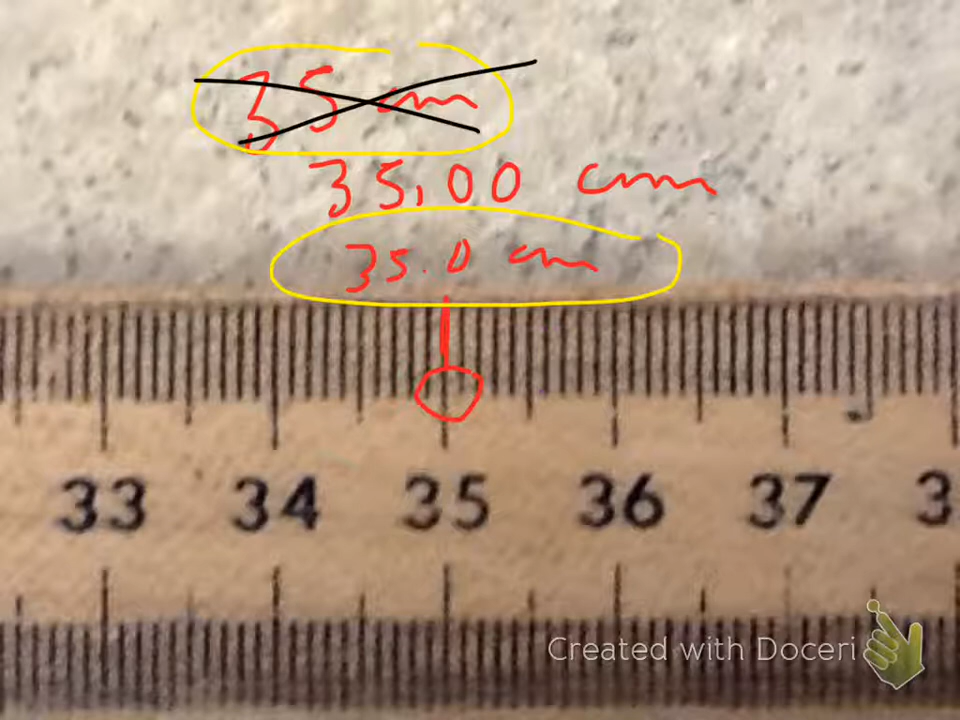 35 cm
35.00 cm
35.0 cm
33 34 35 36 37 3
Created with Doceri